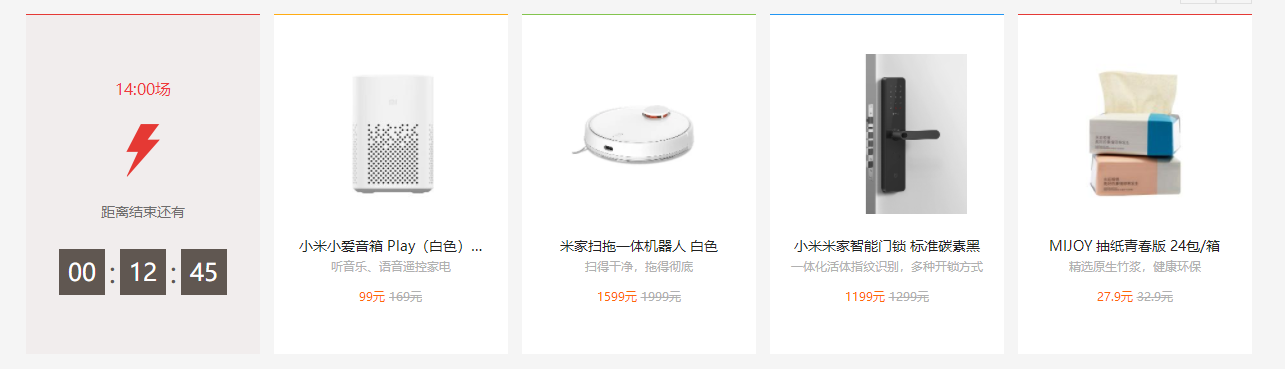 14:00场
距离结束还有
00 : 12 : 45
小米小爱音箱 Play（白色）...
听音乐、语音遥控家电
99元 169元
米家扫拖一体机器人 白色
扫得干净，拖得彻底
1599元 1999元
小米米家智能门锁 标准碳素黑
一体化活体指纹识别，多种开锁方式
1199元 1299元
MIJOY 抽纸青春版 24包/箱
精选原生竹浆，健康环保
27.9元 32.9元